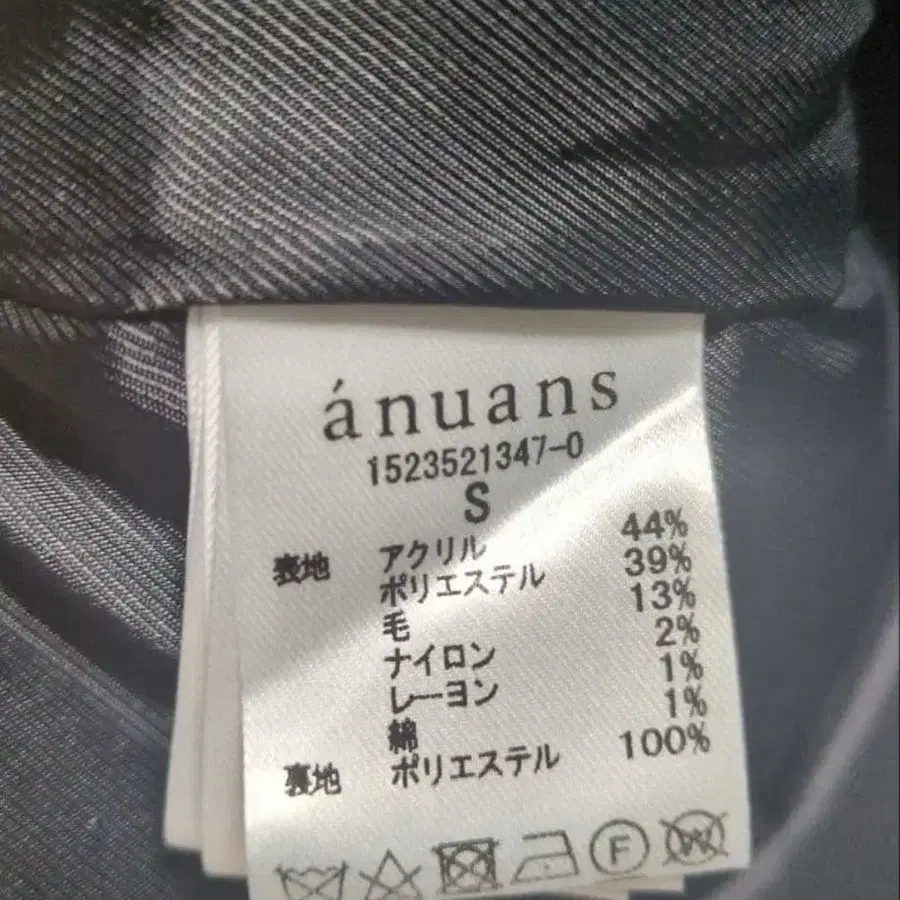 ánuans
1523521347-0
S
表地 アクリル 44%
ポリエステル 39%
毛 13%
ナイロン 2%
レーヨン 1%
綿 1%
裏地 ポリエステル 100%
F
W